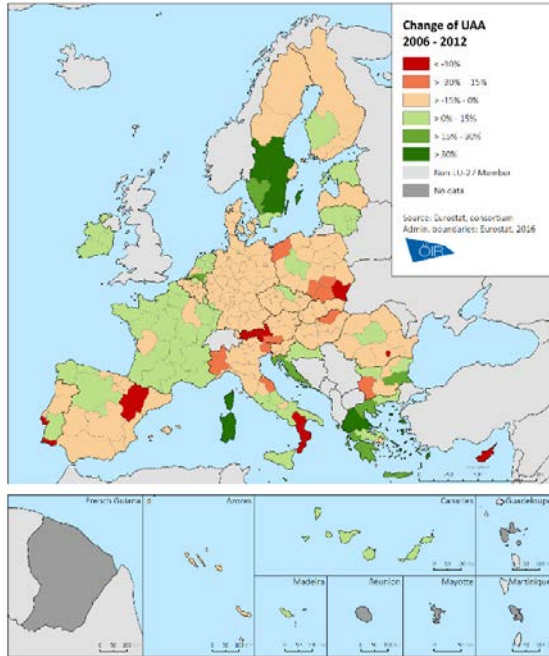 Change of UAA
2006 - 2012
< -30%
> -30% - -15%
> -15% - 0%
> 0% - 15%
> 15% - 30%
> 30%
Non EU-27 Member
No data
Source: Eurostat, consortium
Admin. boundaries: Eurostat, 2016
ÖIR
French Guiana
Azores
Canaries
Guadeloupe
Madeira
Réunion
Mayotte
Martinique